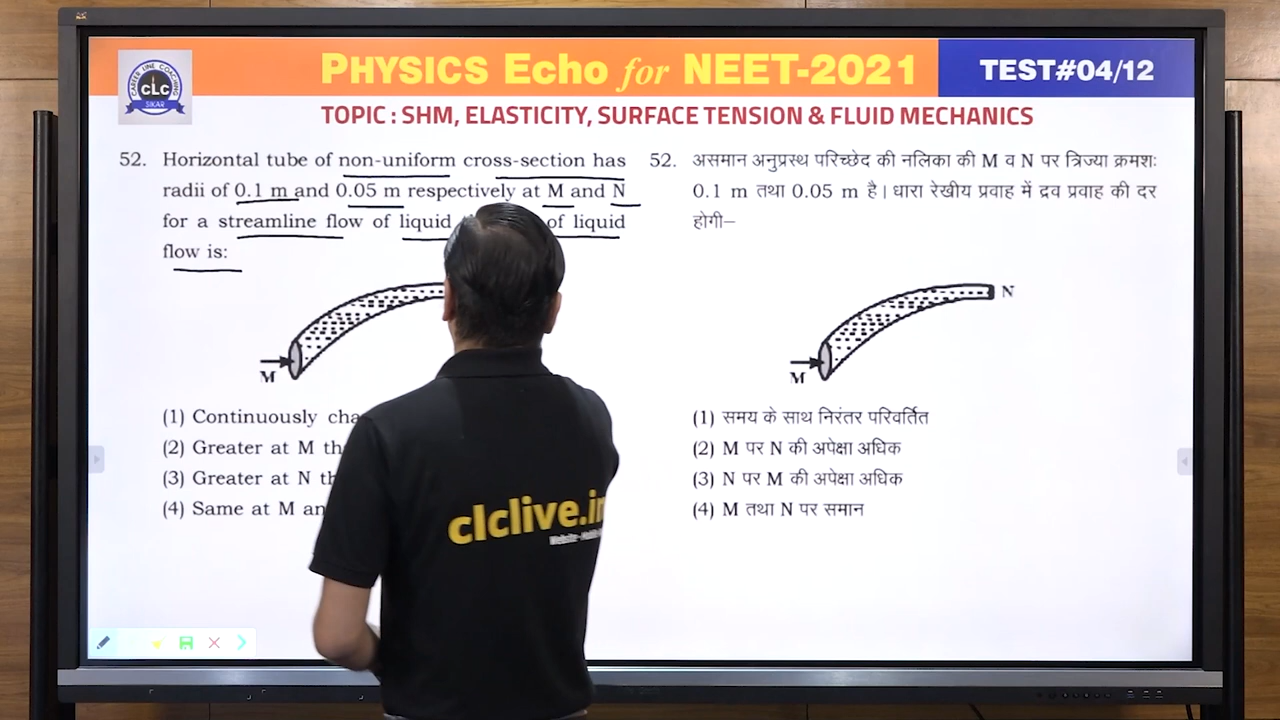 CAREER LINE COACHING
CLC
SIKAR
PHYSICS Echo for NEET-2021
TEST#04/12
TOPIC : SHM, ELASTICITY, SURFACE TENSION & FLUID MECHANICS
52. Horizontal tube of non-uniform cross-section has
radii of 0.1 m and 0.05 m respectively at M and N
for a streamline flow of liquid of liquid
flow is:
M
(1) Continuously cha
(2) Greater at M th
(3) Greater at N th
(4) Same at M an
52. असमान अनुप्रस्थ परिच्छेद की नलिका की M व N पर त्रिज्या क्रमशः
0.1 m तथा 0.05 m है। धारा रेखीय प्रवाह में द्रव प्रवाह की दर
होगी–
N
M
(1) समय के साथ निरंतर परिवर्तित
(2) M पर N की अपेक्षा अधिक
(3) N पर M की अपेक्षा अधिक
(4) M तथा N पर समान
clclive.in